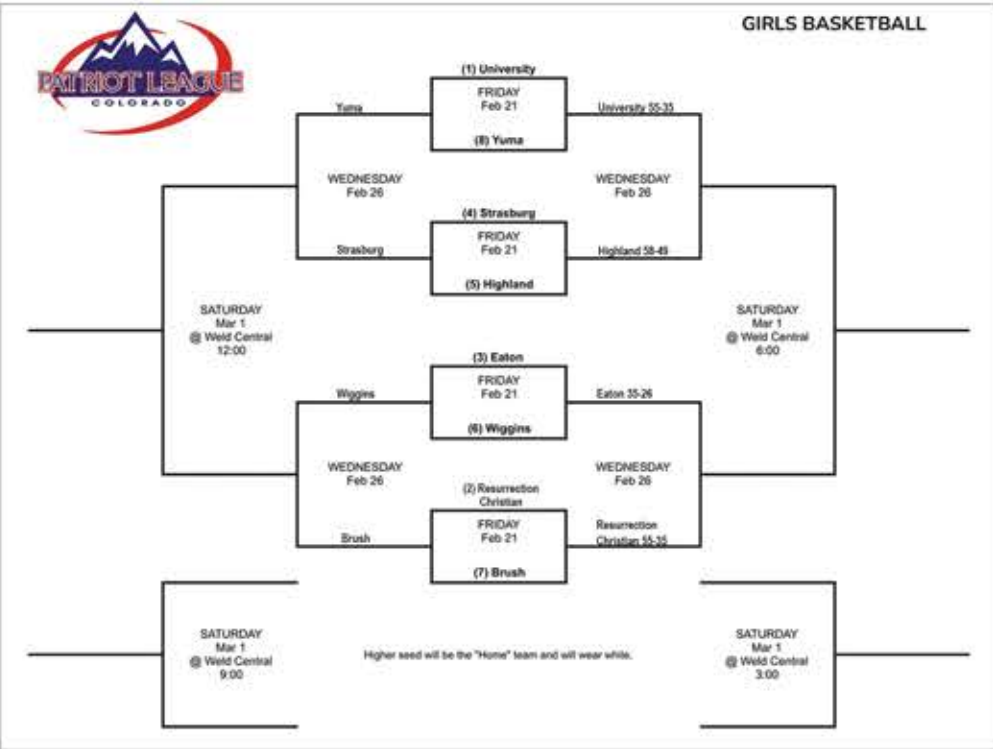 GIRLS BASKETBALL
PATRIOT LEAGUE
COLORADO
(1) University
FRIDAY
Feb 21
(8) Yuma
Yuma
University 55-35
WEDNESDAY
Feb 26
WEDNESDAY
Feb 26
(4) Strasburg
FRIDAY
Feb 21
(5) Highland
Strasburg
Highland 58-49
SATURDAY
Mar 1
@ Weld Central
12:00
SATURDAY
Mar 1
@ Weld Central
6:00
(3) Eaton
FRIDAY
Feb 21
(6) Wiggins
Wiggins
Eaton 35-26
WEDNESDAY
Feb 26
WEDNESDAY
Feb 26
(2) Resurrection
Christian
FRIDAY
Feb 21
(7) Brush
Brush
Resurrection
Christian 55-35
SATURDAY
Mar 1
@ Weld Central
9:00
Higher seed will be the "Home" team and will wear white.
SATURDAY
Mar 1
@ Weld Central
3:00